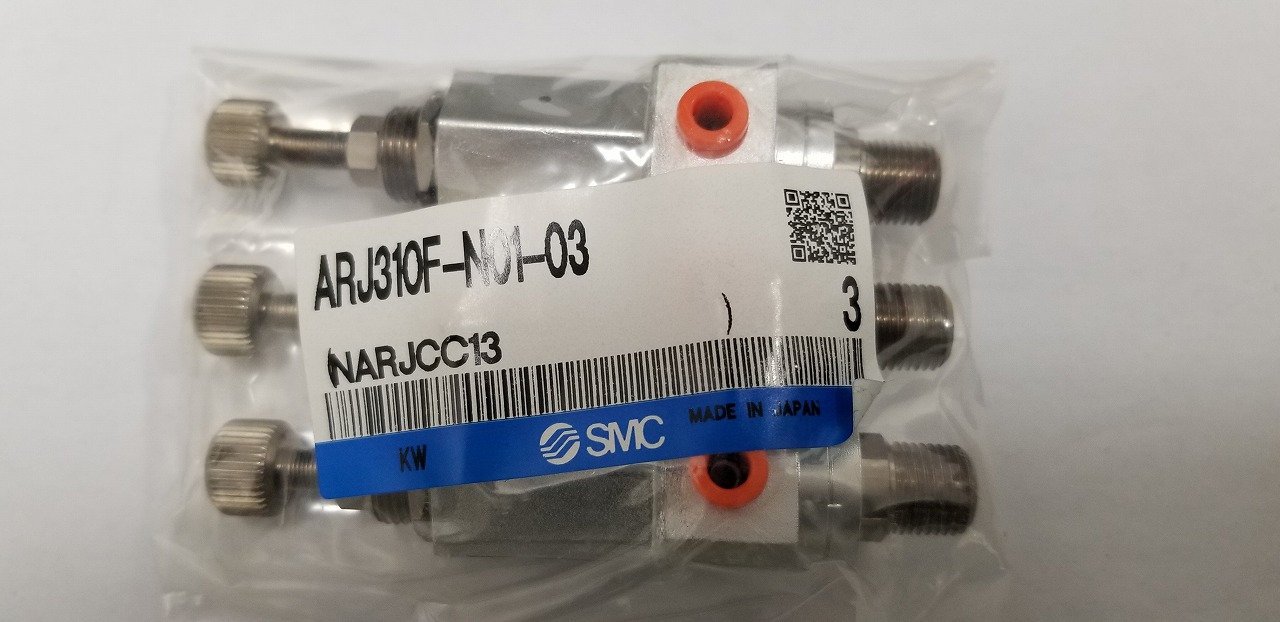 ARJ310F-N01-03
3
(NARJCC13 )
KW SMC MADE IN JAPAN